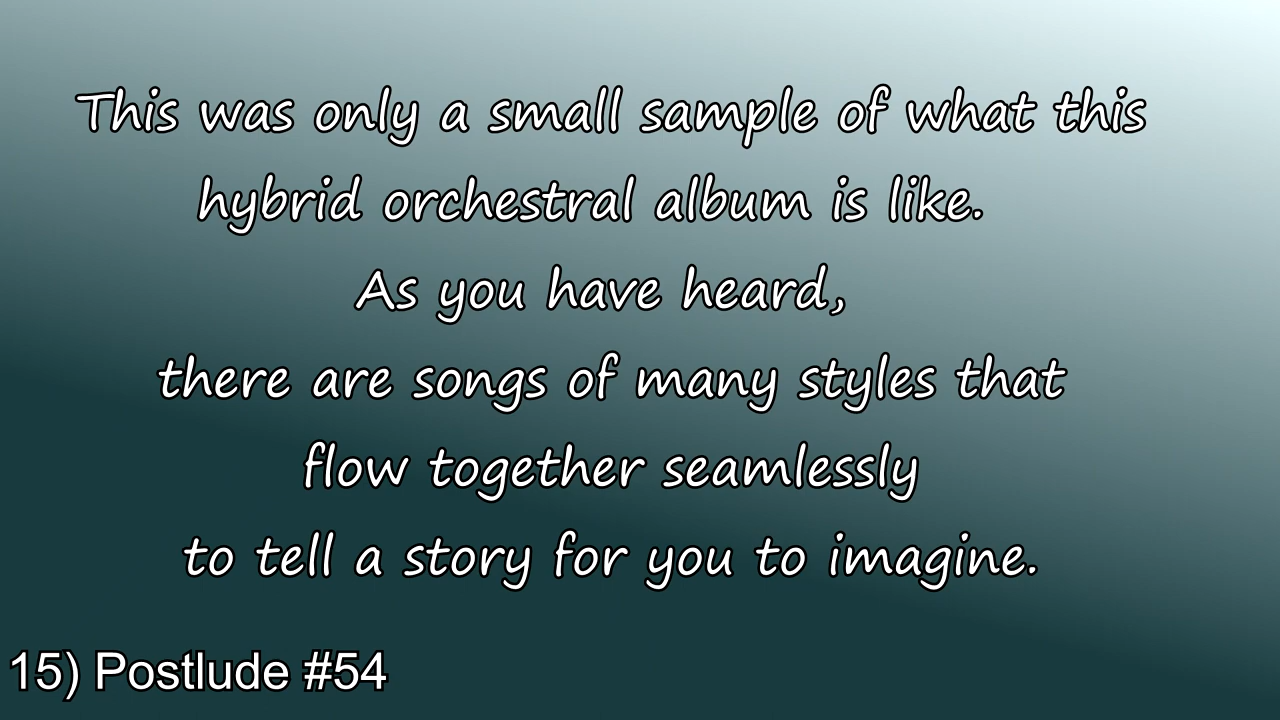 This was only a small sample of what this
hybrid orchestral album is like.
As you have heard,
there are songs of many styles that
flow together seamlessly
to tell a story for you to imagine.
15) Postlude #54